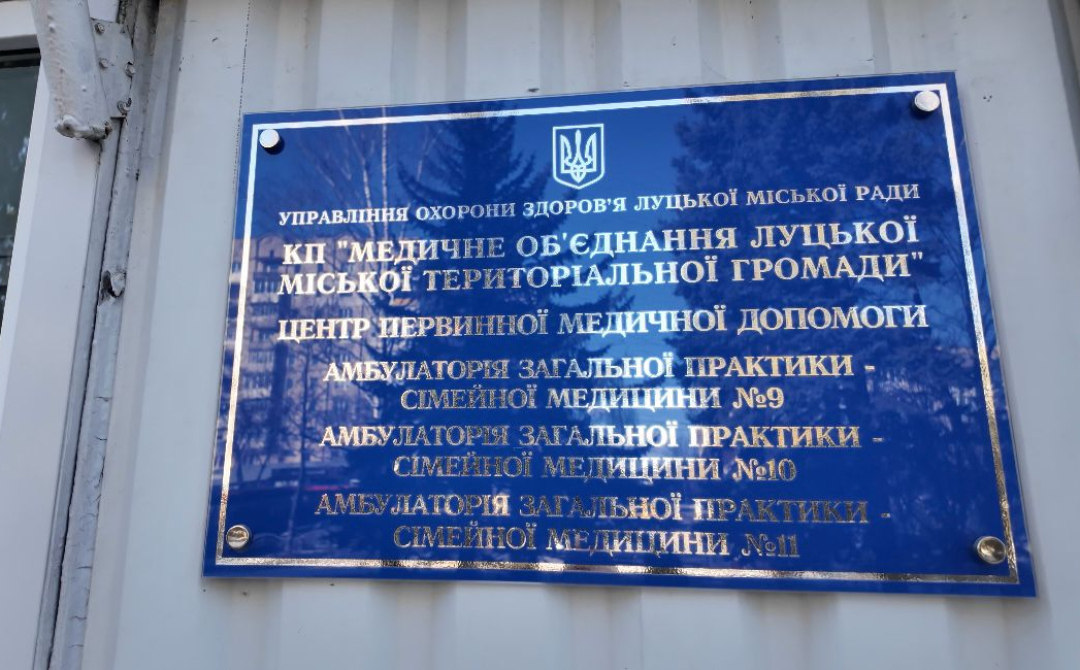 УПРАВЛІННЯ ОХОРОНИ ЗДОРОВ'Я ЛУЦЬКОЇ МІСЬКОЇ РАДИ
КП "МЕДИЧНЕ ОБ'ЄДНАННЯ ЛУЦЬКОЇ
МІСЬКОЇ ТЕРИТОРІАЛЬНОЇ ГРОМАДИ"
ЦЕНТР ПЕРВИННОЇ МЕДИЧНОЇ ДОПОМОГИ
АМБУЛАТОРІЯ ЗАГАЛЬНОЇ ПРАКТИКИ -
СІМЕЙНОЇ МЕДИЦИНИ №9
АМБУЛАТОРІЯ ЗАГАЛЬНОЇ ПРАКТИКИ -
СІМЕЙНОЇ МЕДИЦИНИ №10
АМБУЛАТОРІЯ ЗАГАЛЬНОЇ ПРАКТИКИ -
СІМЕЙНОЇ МЕДИЦИНИ №11